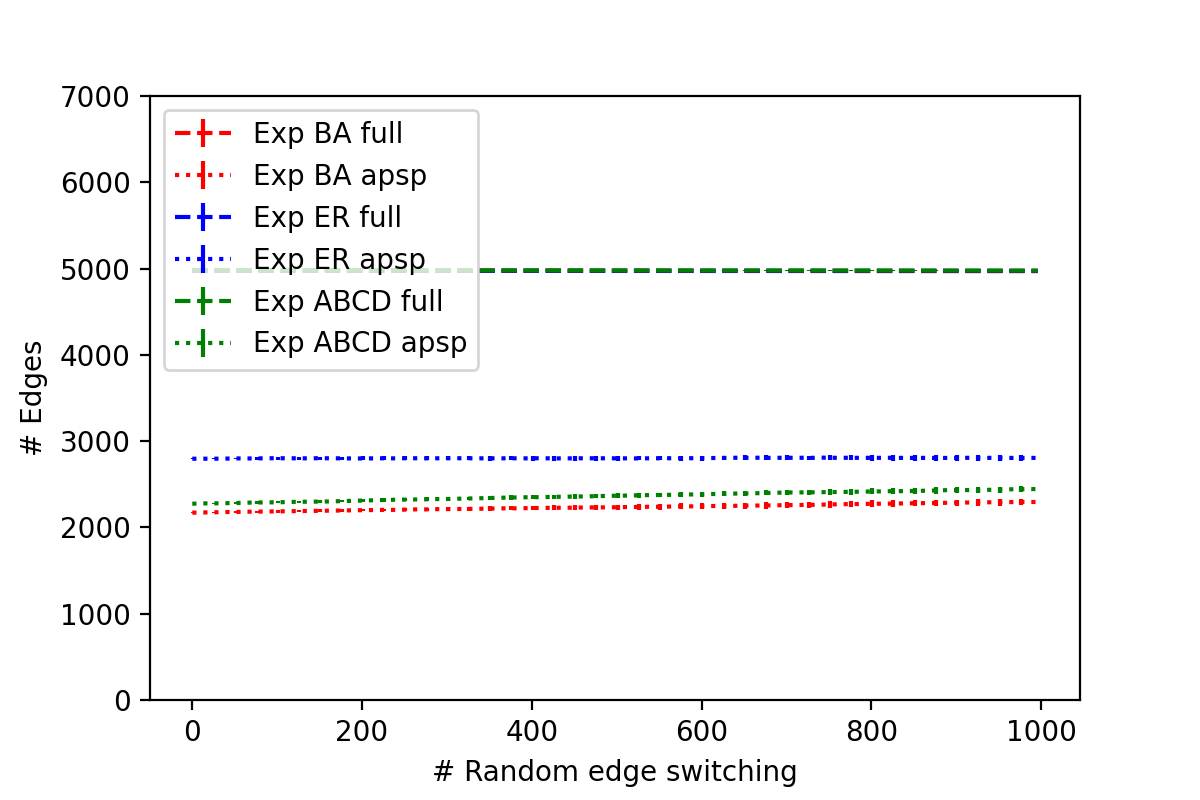 7000
6000
5000
4000
3000
2000
1000
0
# Edges
Exp BA full
Exp BA apsp
Exp ER full
Exp ER apsp
Exp ABCD full
Exp ABCD apsp
0 200 400 600 800 1000
# Random edge switching